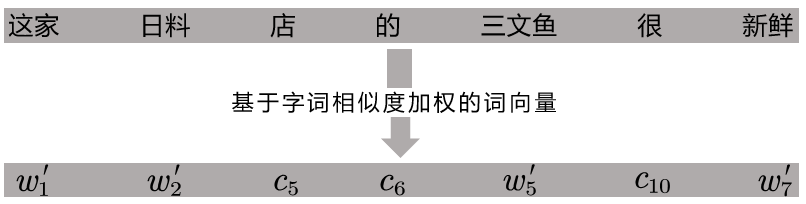 这家 日料 店 的 三文鱼 很 新鲜
基于字词相似度加权的词向量
w′₁ w′₂ c₅ c₆ w′₅ c₁₀ w′₇